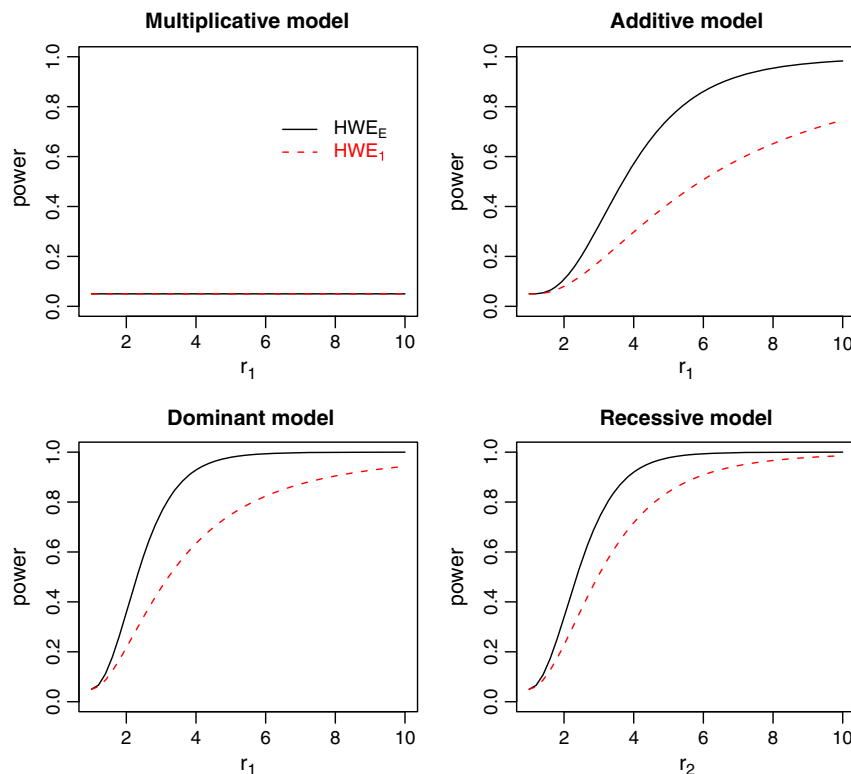 Multiplicative model
power
0.0 0.2 0.4 0.6 0.8 1.0
HWE_E
HWE_1
2 4 6 8 10
r_1
Additive model
power
0.0 0.2 0.4 0.6 0.8 1.0
2 4 6 8 10
r_1
Dominant model
power
0.0 0.2 0.4 0.6 0.8 1.0
2 4 6 8 10
r_1
Recessive model
power
0.0 0.2 0.4 0.6 0.8 1.0
2 4 6 8 10
r_2